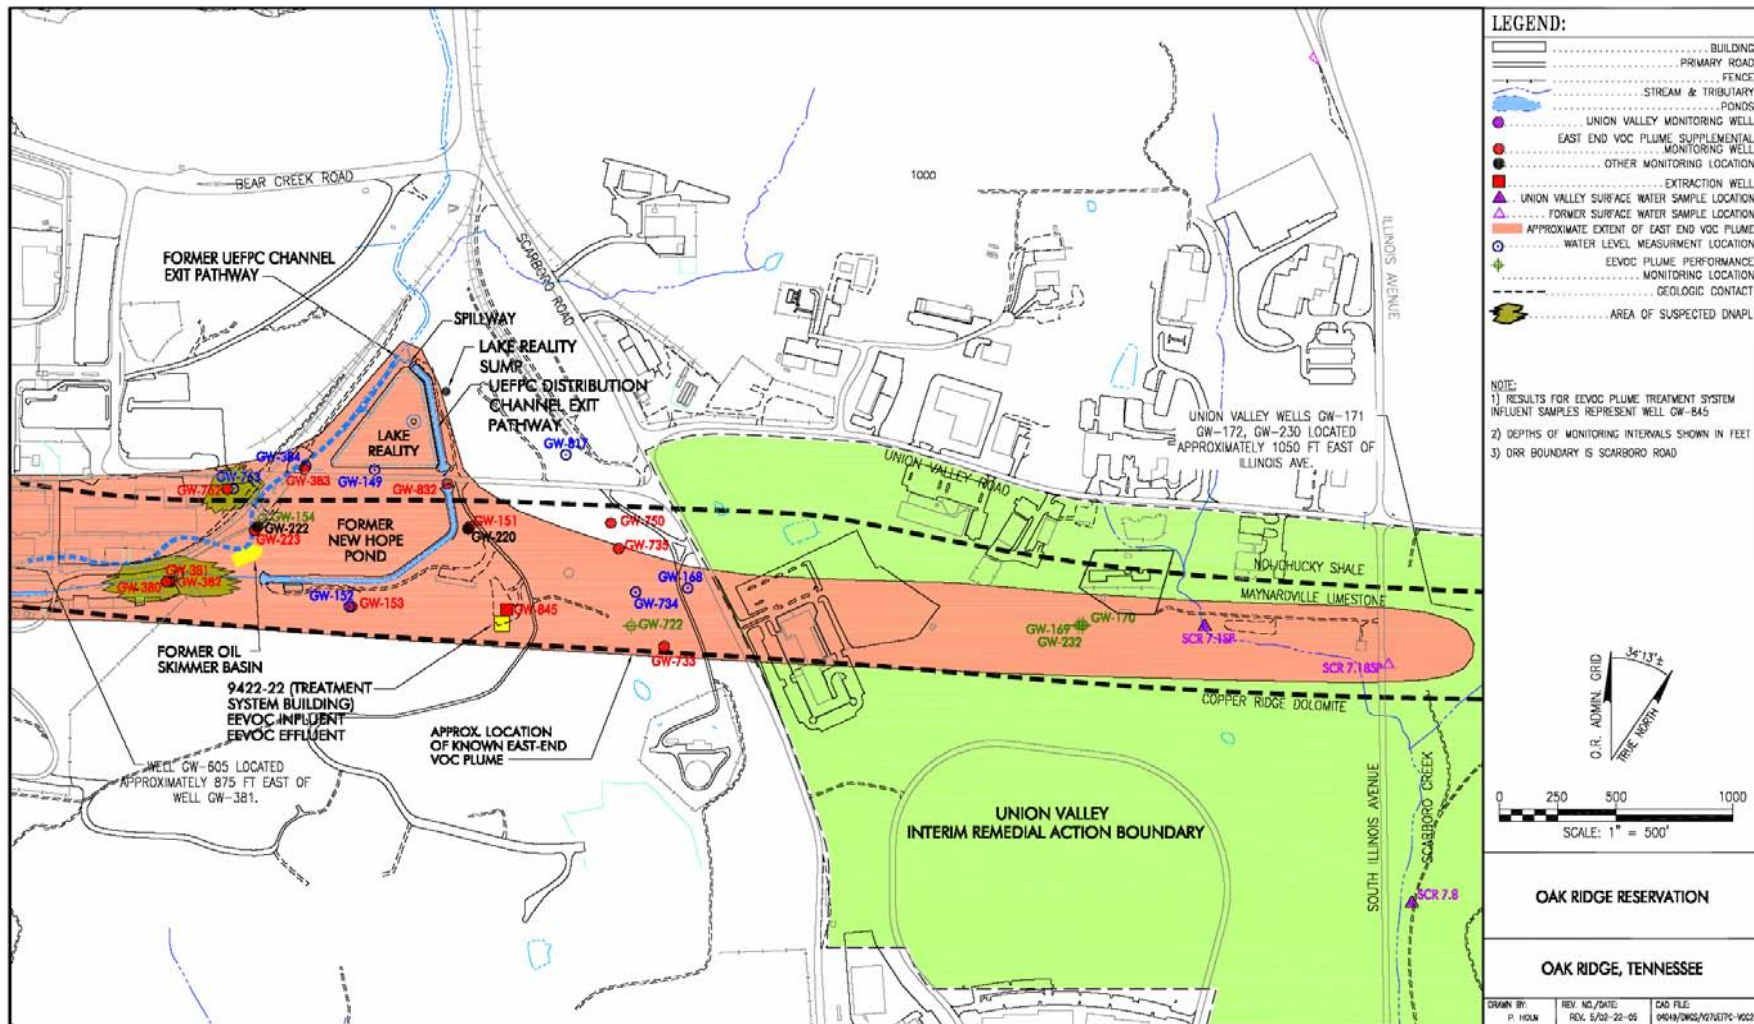 BEAR CREEK ROAD
1000
SCARBORO ROAD
ILLINOIS AVENUE
FORMER UEFPC CHANNEL
EXIT PATHWAY
SPILLWAY
LAKE REALITY
SUMP
UEFPC DISTRIBUTION
CHANNEL EXIT
PATHWAY
LAKE
REALITY
GW-817
GW-384
GW-383
GW-149
GW-832
GW-763
GW-762
GW-154
GW-222
GW-223
FORMER
NEW HOPE
POND
GW-151
GW-220
GW-750
GW-735
GW-381
GW-380
GW-382
GW-152
GW-153
GW-845
GW-168
GW-734
GW-722
GW-733
UNION VALLEY ROAD
UNION VALLEY WELLS GW-171
GW-172, GW-230 LOCATED
APPROXIMATELY 1050 FT EAST OF
ILLINOIS AVE.
NOLICHUCKY SHALE
MAYNARDVILLE LIMESTONE
GW-169
GW-170
GW-232
SCR 7.1SP
SCR 7.18SP
COPPER RIDGE DOLOMITE
FORMER OIL
SKIMMER BASIN
9422-22 (TREATMENT
SYSTEM BUILDING)
EEVOC INFLUENT
EEVOC EFFLUENT
APPROX. LOCATION
OF KNOWN EAST-END
VOC PLUME
WELL GW-605 LOCATED
APPROXIMATELY 875 FT EAST OF
WELL GW-381.
UNION VALLEY
INTERIM REMEDIAL ACTION BOUNDARY
SOUTH ILLINOIS AVENUE
SCARBORO CREEK
SCR 7.8
LEGEND:
BUILDING
PRIMARY ROAD
FENCE
STREAM & TRIBUTARY
PONDS
UNION VALLEY MONITORING WELL
EAST END VOC PLUME SUPPLEMENTAL
MONITORING WELL
OTHER MONITORING LOCATION
EXTRACTION WELL
UNION VALLEY SURFACE WATER SAMPLE LOCATION
FORMER SURFACE WATER SAMPLE LOCATION
APPROXIMATE EXTENT OF EAST END VOC PLUME
WATER LEVEL MEASURMENT LOCATION
EEVOC PLUME PERFORMANCE
MONITORING LOCATION
GEOLOGIC CONTACT
AREA OF SUSPECTED DNAPL
NOTE:
1) RESULTS FOR EEVOC PLUME TREATMENT SYSTEM
INFLUENT SAMPLES REPRESENT WELL GW-845
2) DEPTHS OF MONITORING INTERVALS SHOWN IN FEET
3) ORR BOUNDARY IS SCARBORO ROAD
O.R. ADMIN. GRID
34°13'±
TRUE NORTH
0 250 500 1000
SCALE: 1" = 500'
OAK RIDGE RESERVATION
OAK RIDGE, TENNESSEE
DRAWN BY:
P. HOLM
REV. NO./DATE:
REV. 5/02-22-05
CAD FILE: